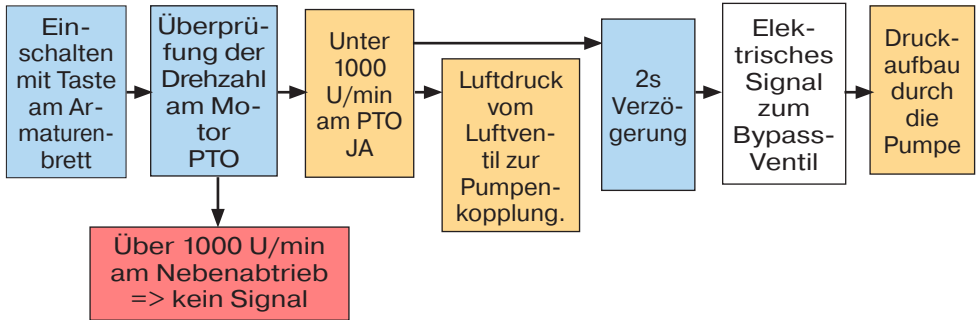 Ein-
schalten
mit Taste
am Ar-
maturen-
brett
Überprü-
fung der
Drehzahl
am Mo-
tor
PTO
Unter
1000
U/min
am PTO
JA
Luftdruck
vom
Luftven-
til zur
Pumpen-
kopplung.
2s
Verzö-
gerung
Elek-
trisches
Signal
zum
Bypass-
Ventil
Druck-
aufbau
durch
die
Pumpe
Über 1000 U/min
am Nebenabtrieb
=> kein Signal